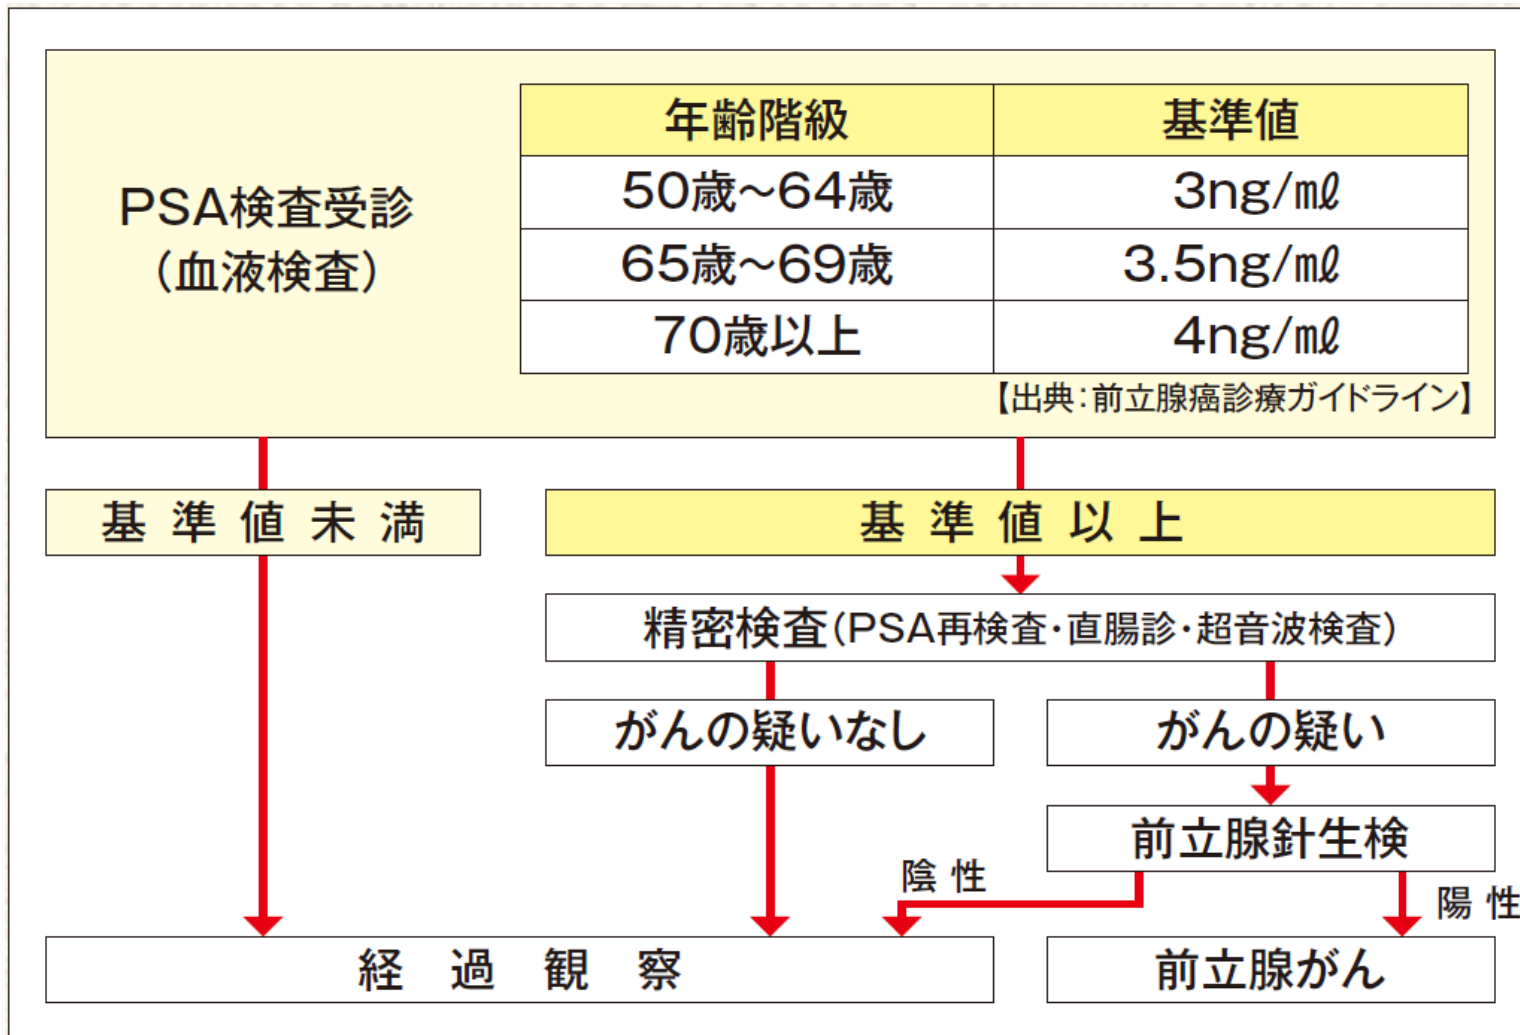 PSA検査受診
（血液検査）
年齢階級 基準値
50歳〜64歳 3ng/㎖
65歳〜69歳 3.5ng/㎖
70歳以上 4ng/㎖
【出典：前立腺癌診療ガイドライン】
基準値未満 基準値以上
精密検査（PSA再検査・直腸診・超音波検査）
がんの疑いなし がんの疑い
前立腺針生検
陰性
陽性
経過観察 前立腺がん